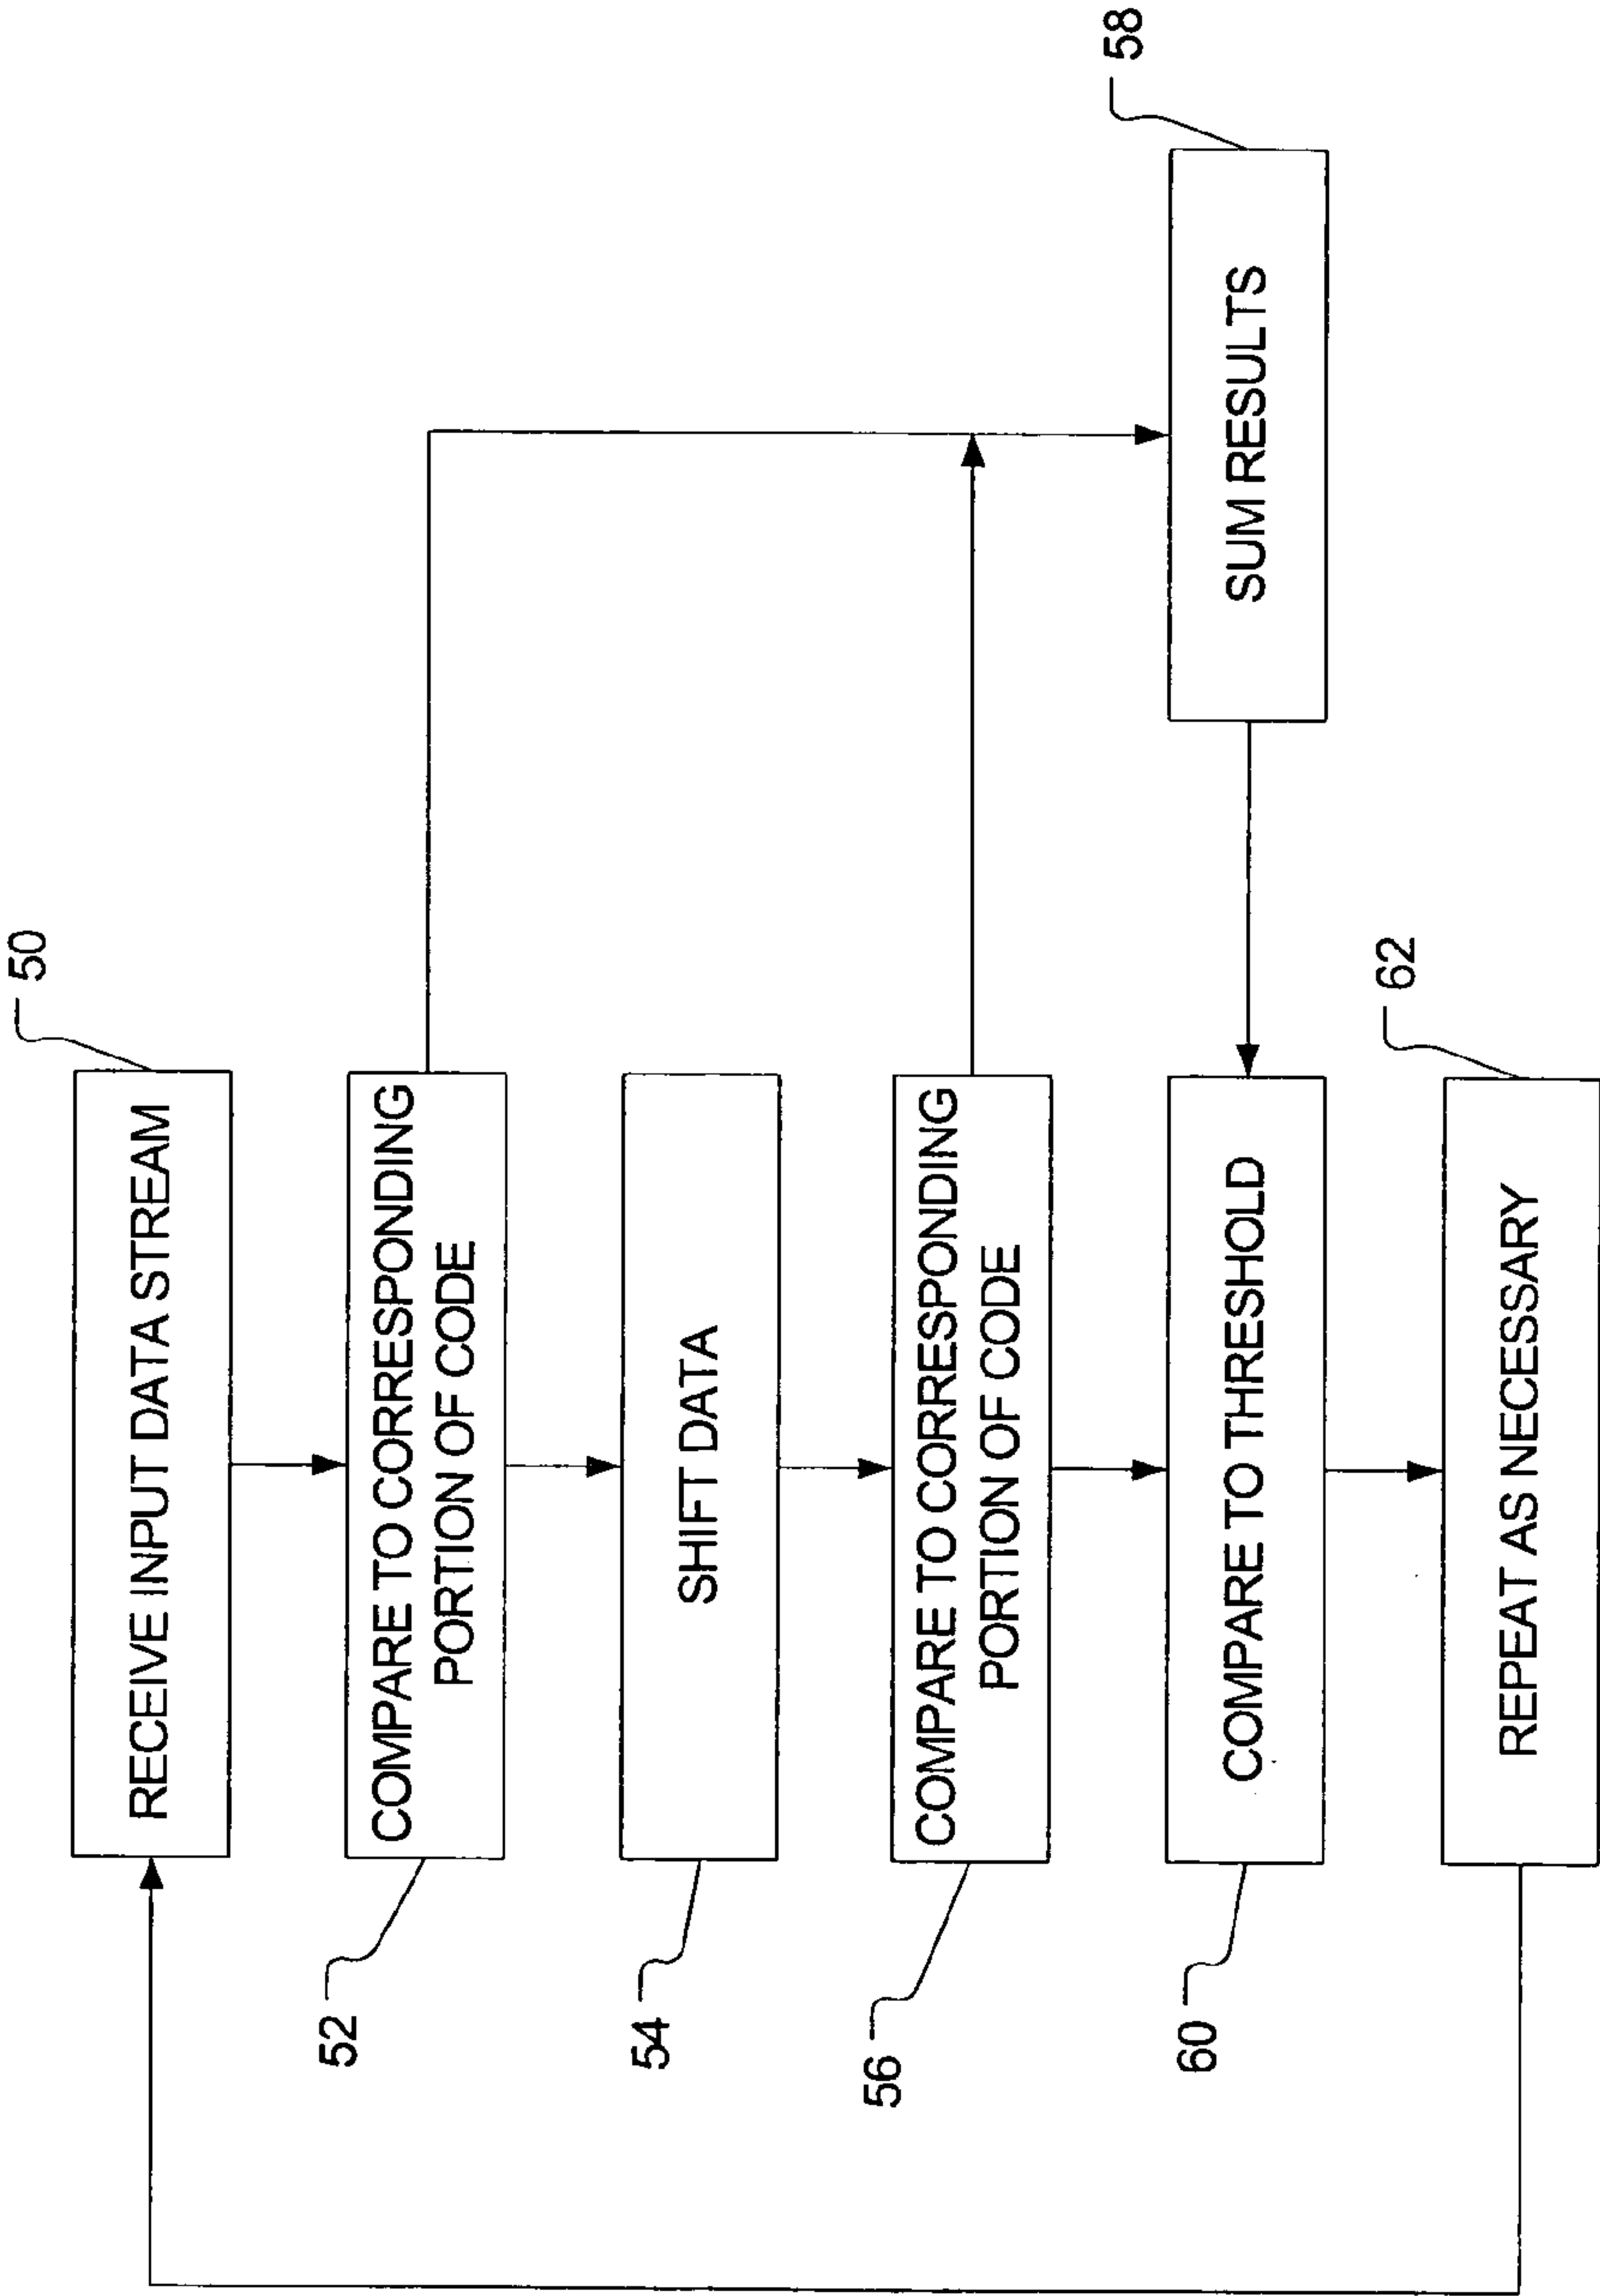 50
RECEIVE INPUT DATA STREAM
52
COMPARE TO CORRESPONDING
PORTION OF CODE
54
SHIFT DATA
56
COMPARE TO CORRESPONDING
PORTION OF CODE
58
SUM RESULTS
60
COMPARE TO THRESHOLD
62
REPEAT AS NECESSARY